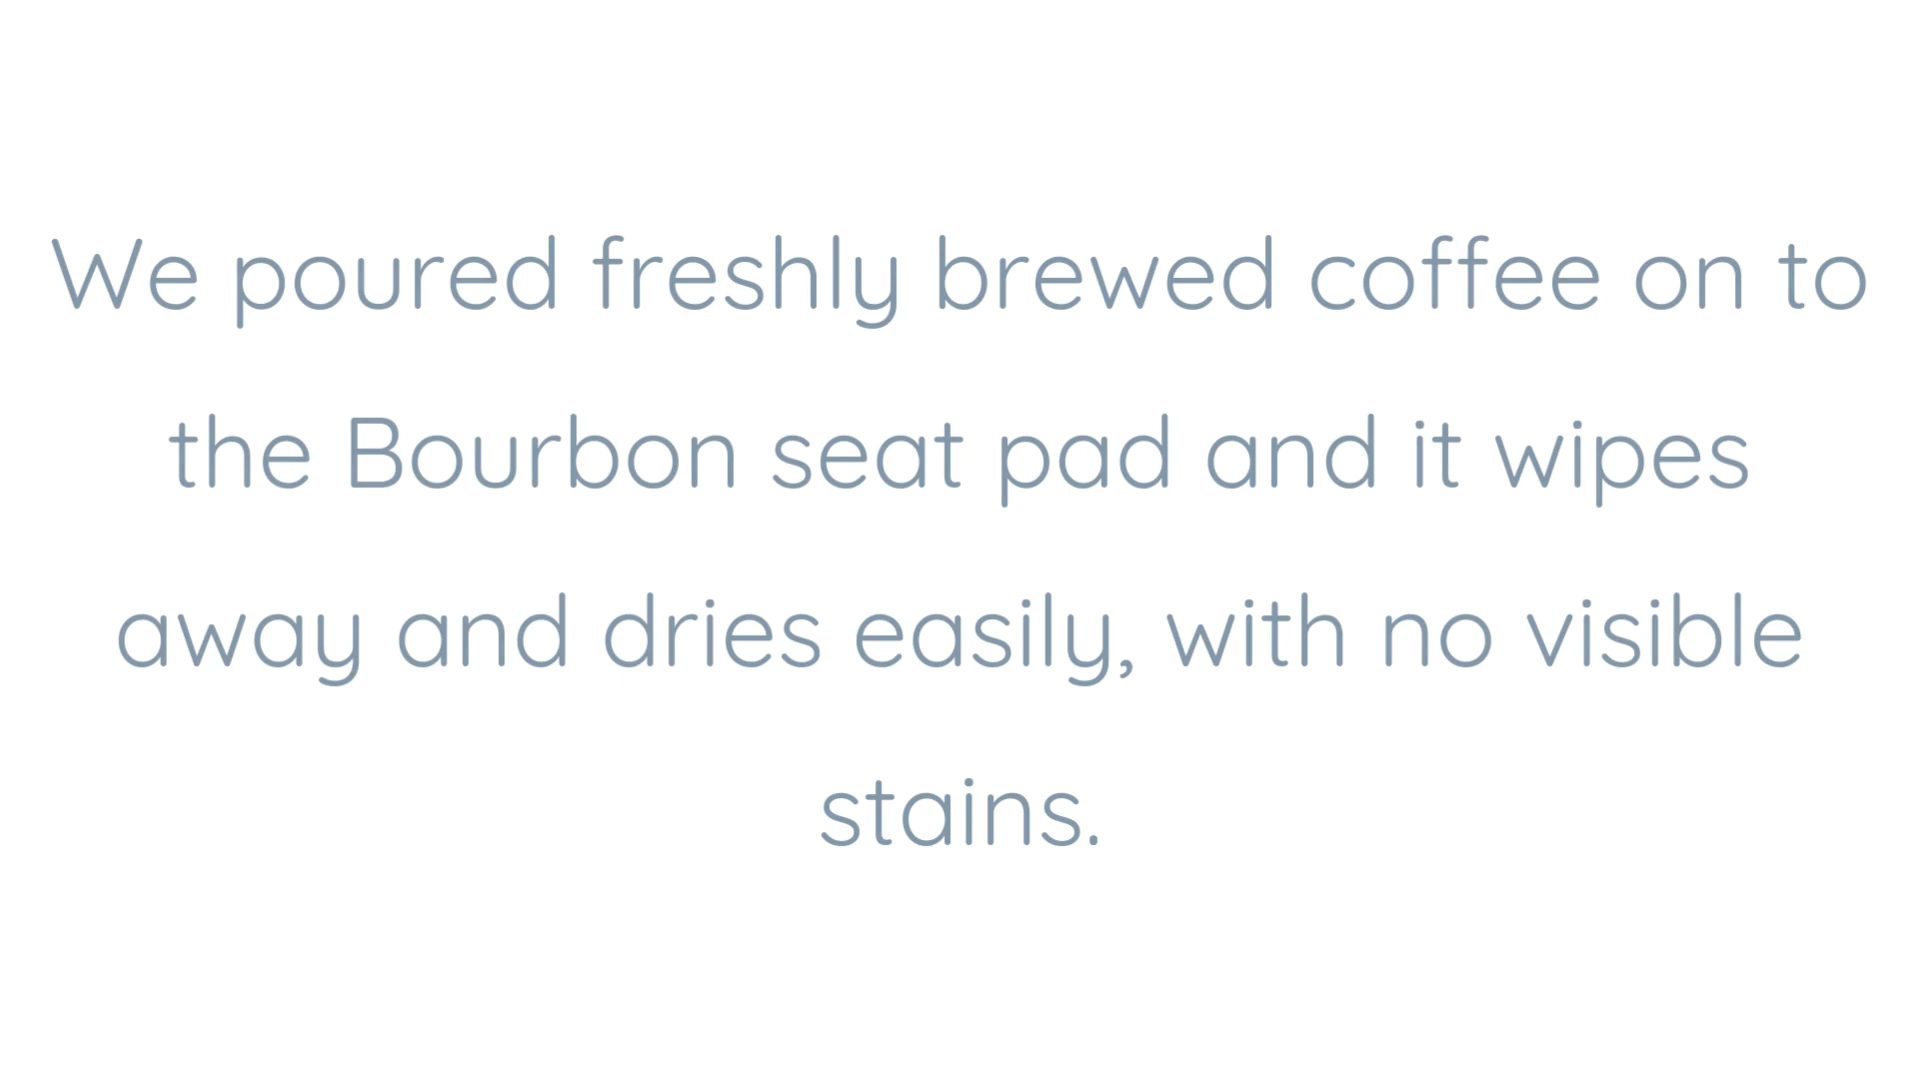 We poured freshly brewed coffee on to
the Bourbon seat pad and it wipes
away and dries easily, with no visible
stains.